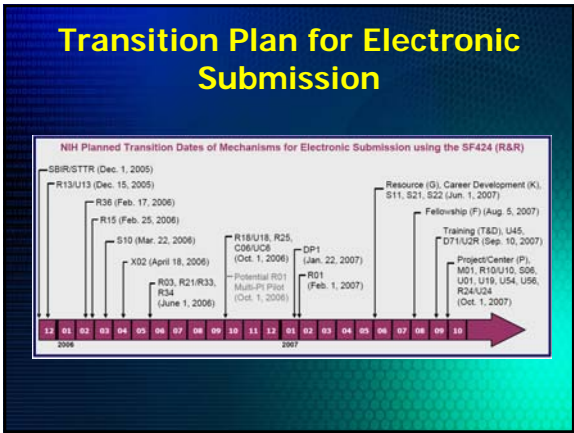 Transition Plan for Electronic
Submission
NIH Planned Transition Dates of Mechanisms for Electronic Submission using the SF424 (R&R)
SBIR/STTR (Dec. 1, 2005)
R13/U13 (Dec. 15, 2005)
R36 (Feb. 17, 2006)
R15 (Feb. 25, 2006)
S10 (Mar. 22, 2006)
X02 (April 18, 2006)
R03, R21/R33,
R34
(June 1, 2006)
R18/U18, R25,
C06/UC6
(Oct. 1, 2006)
Potential R01
Multi-PI Pilot
(Oct. 1, 2006)
DP1
(Jan. 22, 2007)
R01
(Feb. 1, 2007)
Resource (G), Career Development (K),
S11, S21, S22 (Jun. 1, 2007)
Fellowship (F) (Aug. 5, 2007)
Training (T&D), U45,
D71/U2R (Sep. 10, 2007)
Project/Center (P),
M01, R10/U10, S06,
U01, U19, U54, U56,
R24/U24
(Oct. 1, 2007)
12 01 02 03 04 05 06 07 08 09 10 11 12 01 02 03 04 05 06 07 08 09 10
2006 2007